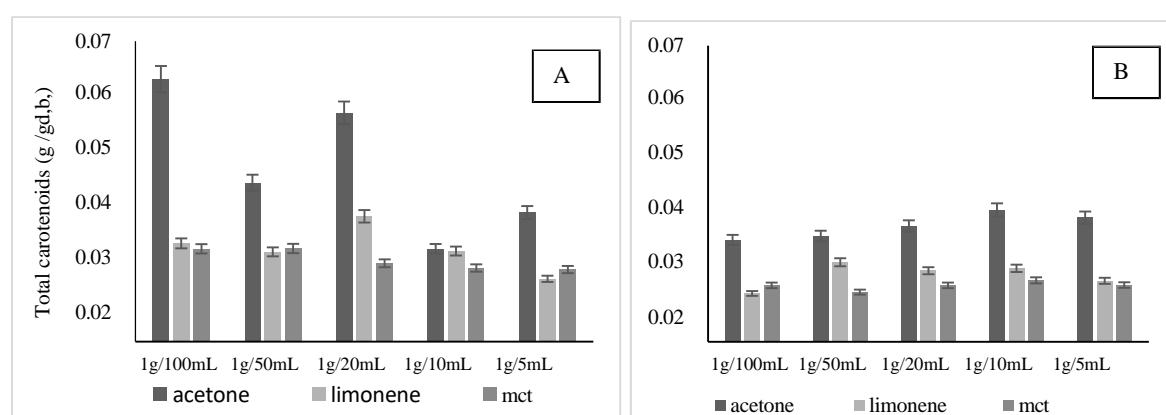 0.07
0.06
0.05
0.04
0.03
0.02
Total carotenoids (g /gd,b,)
A
1g/100mL 1g/50mL 1g/20mL 1g/10mL 1g/5mL
acetone limonene mct
0.07
0.06
0.05
0.04
0.03
0.02
B
1g/100mL 1g/50mL 1g/20mL 1g/10mL 1g/5mL
acetone limonene mct